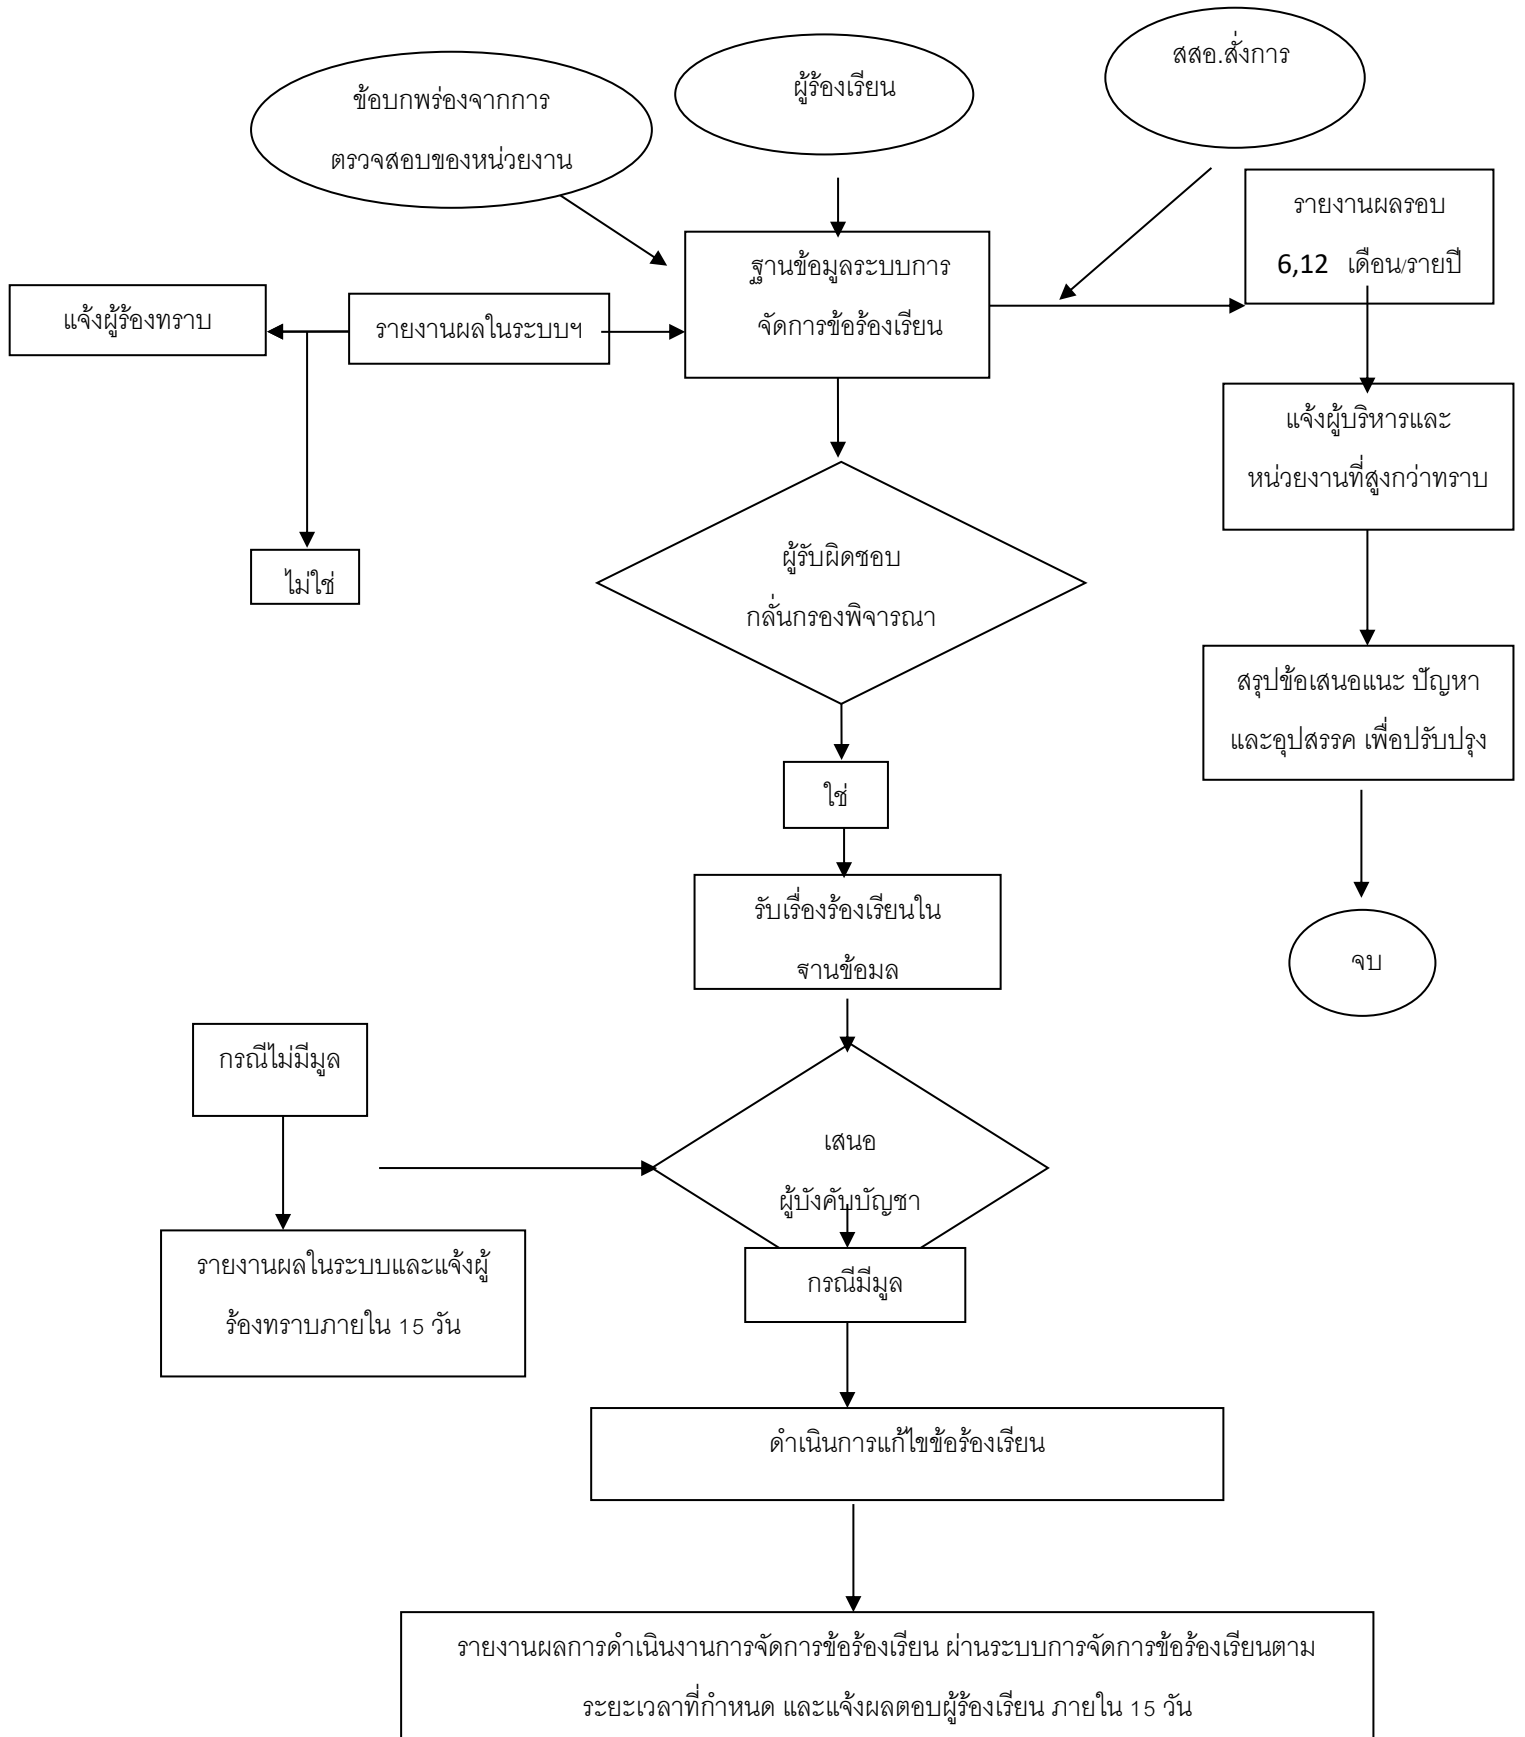 สสอ.สั่งการ
ผู้ร้องเรียน
ข้อบกพร่องจากการ
ตรวจสอบของหน่วยงาน
รายงานผลรอบ
6,12 เดือน/รายปี
ฐานข้อมูลระบบการ
จัดการข้อร้องเรียน
แจ้งผู้ร้องทราบ
รายงานผลในระบบฯ
แจ้งผู้บริหารและ
หน่วยงานที่สูงกว่าทราบ
ไม่ใช่
ผู้รับผิดชอบ
กลั่นกรองพิจารณา
สรุปข้อเสนอแนะ ปัญหา
และอุปสรรค เพื่อปรับปรุง
ใช่
รับเรื่องร้องเรียนใน
ฐานข้อมูล
จบ
กรณีไม่มีมูล
เสนอ
ผู้บังคับบัญชา
รายงานผลในระบบและแจ้งผู้
ร้องทราบภายใน 15 วัน
กรณีมีมูล
ดำเนินการแก้ไขข้อร้องเรียน
รายงานผลการดำเนินงานการจัดการข้อร้องเรียน ผ่านระบบการจัดการข้อร้องเรียนตาม
ระยะเวลาที่กำหนด และแจ้งผลตอบผู้ร้องเรียน ภายใน 15 วัน